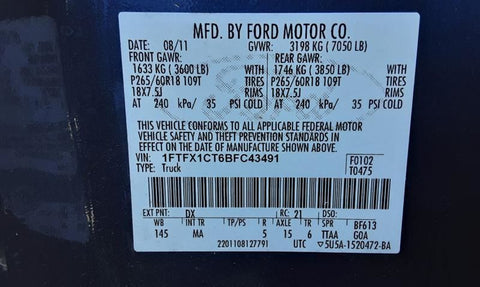 MFD. BY FORD MOTOR CO.
DATE: 08/11 GVWR: 3198 KG (7050 LB)
FRONT GAWR: REAR GAWR:
1633 KG (3600 LB) 1746 KG (3850 LB)
P265/60R18 109T TIRES P265/60R18 109T TIRES
18X7.5J RIMS 18X7.5J RIMS
AT 240 kPa/ 35 PSI COLD AT 240 kPa/ 35 PSI COLD
THIS VEHICLE CONFORMS TO ALL APPLICABLE FEDERAL MOTOR
VEHICLE SAFETY AND THEFT PREVENTION STANDARDS IN
EFFECT ON THE DATE OF MANUFACTURE SHOWN ABOVE.
VIN: 1FTFX1CT6BFC43491 F0102
TYPE: Truck T0475
EXT PNT: DX RC: 21 DSO:
WB INT TR TP/PS R AXLE TR SPR BF613
145 MA 5 15 6 TTAA GOA
2201108127791 UTC 5U5A-1520472-BA